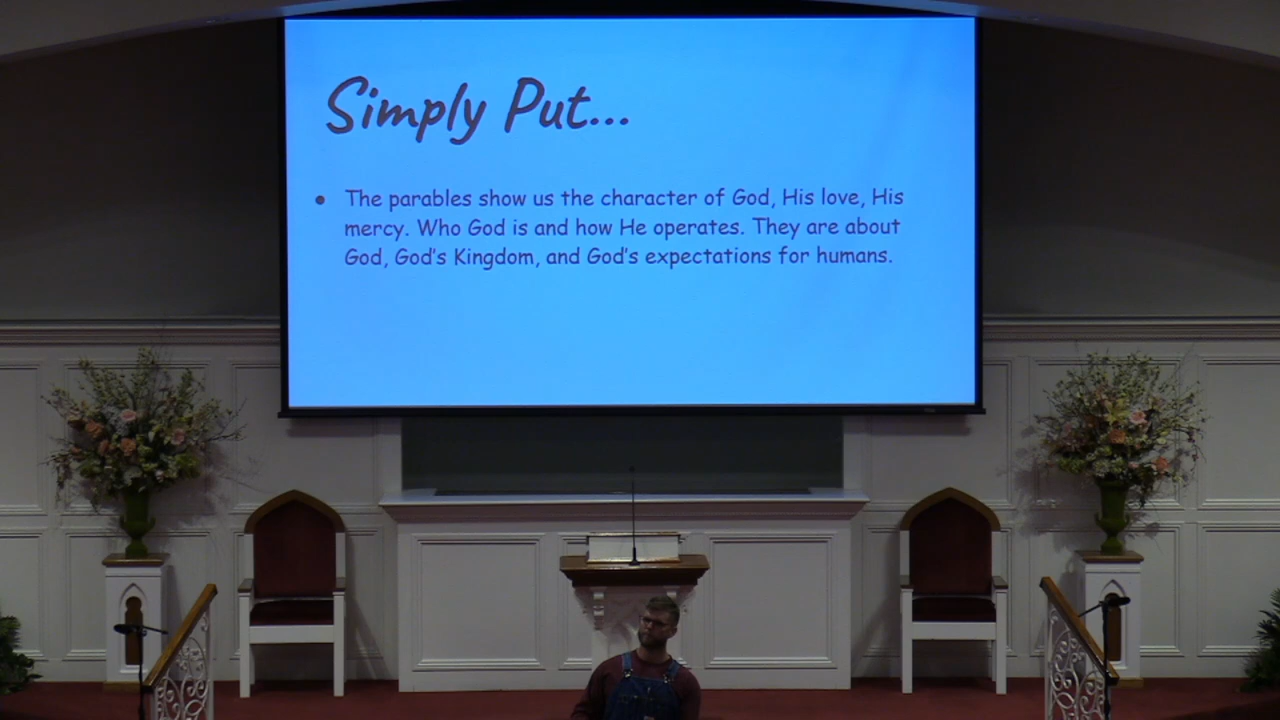 Simply Put...
• The parables show us the character of God, His love, His
mercy. Who God is and how He operates. They are about
God, God's Kingdom, and God's expectations for humans.